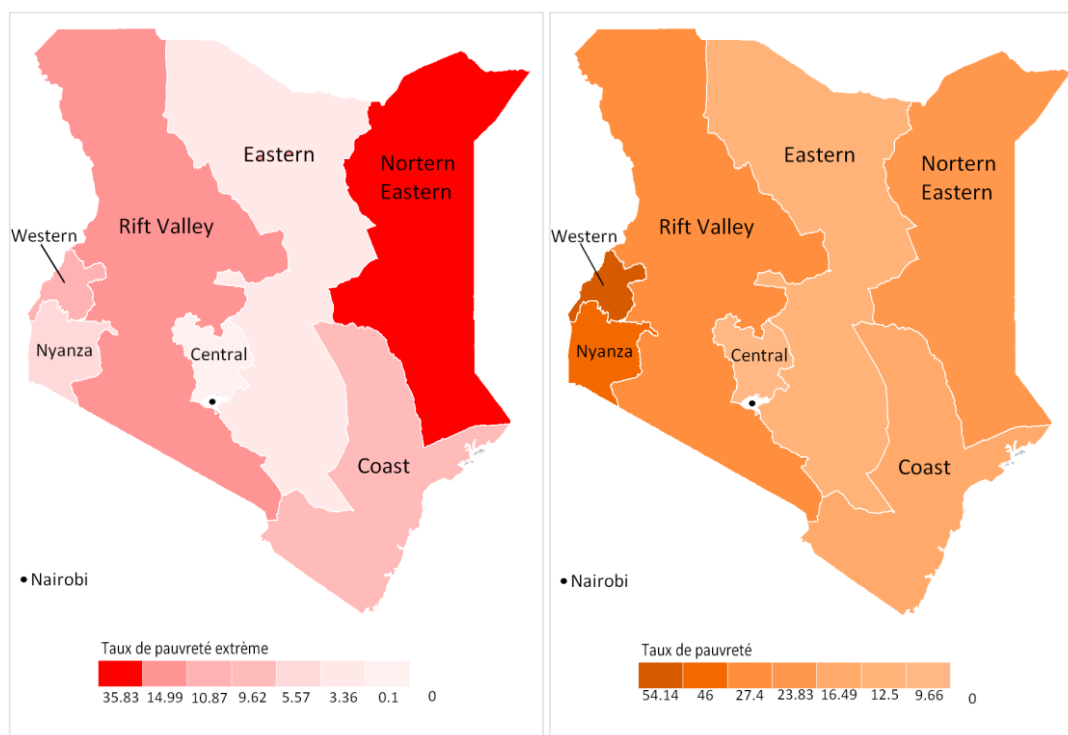 Eastern
Nortern
Eastern
Rift Valley
Western
Nyanza
Central
Coast
Nairobi
Taux de pauvreté extrême
35.83 14.99 10.87 9.62 5.57 3.36 0.1 0
Eastern
Nortern
Eastern
Rift Valley
Western
Nyanza
Central
Coast
Nairobi
Taux de pauvreté
54.14 46 27.4 23.83 16.49 12.5 9.66 0